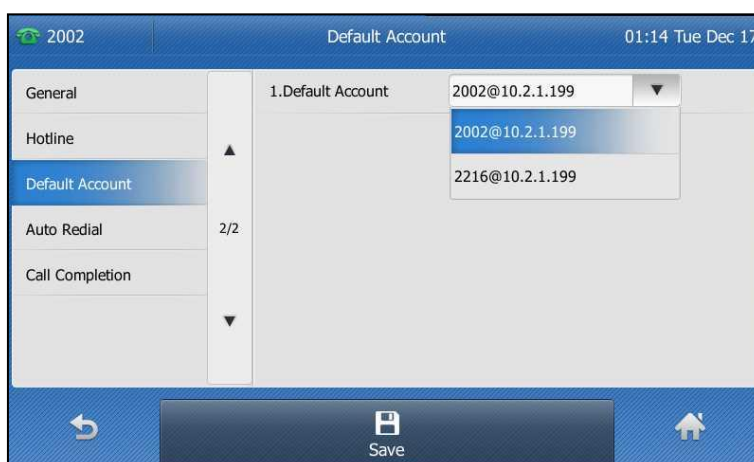 2002 Default Account 01:14 Tue Dec 17
General
Hotline
Default Account
Auto Redial
Call Completion
2/2
1.Default Account 2002@10.2.1.199
2002@10.2.1.199
2216@10.2.1.199
Save